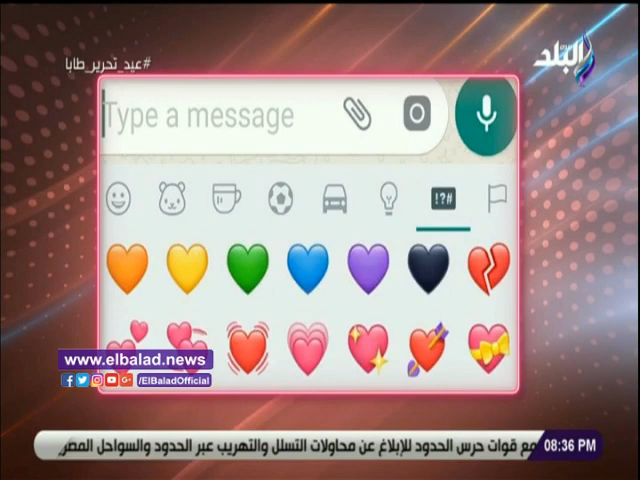 #عيد_تحرير_طابا
البلد
Type a message
!?#
www.elbalad.news
/ElBaladOfficial
08:36 PM
مع قوات حرس الحدود للإبلاغ عن محاولات التسلل والتهريب عبر الحدود والسواحل